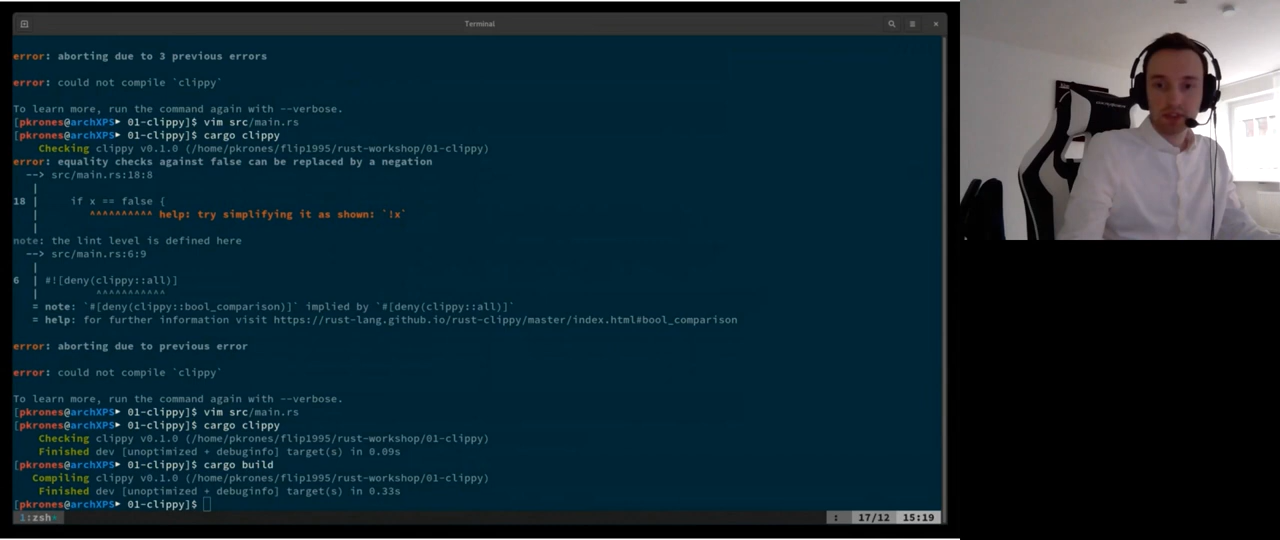 Terminal
error: aborting due to 3 previous errors
error: could not compile `clippy`
To learn more, run the command again with --verbose.
[pkrones@archXPS► 01-clippy]$ vim src/main.rs
[pkrones@archXPS► 01-clippy]$ cargo clippy
Checking clippy v0.1.0 (/home/pkrones/flip1995/rust-workshop/01-clippy)
error: equality checks against false can be replaced by a negation
--> src/main.rs:18:8
|
18 |     if x == false {
|        ^^^^^^^^^^ help: try simplifying it as shown: `!x`
|
note: the lint level is defined here
--> src/main.rs:6:9
|
6  | #![deny(clippy::all)]
|         ^^^^^^^^^^^
= note: `#[deny(clippy::bool_comparison)]` implied by `#[deny(clippy::all)]`
= help: for further information visit https://rust-lang.github.io/rust-clippy/master/index.html#bool_comparison
error: aborting due to previous error
error: could not compile `clippy`
To learn more, run the command again with --verbose.
[pkrones@archXPS► 01-clippy]$ vim src/main.rs
[pkrones@archXPS► 01-clippy]$ cargo clippy
Checking clippy v0.1.0 (/home/pkrones/flip1995/rust-workshop/01-clippy)
Finished dev [unoptimized + debuginfo] target(s) in 0.09s
[pkrones@archXPS► 01-clippy]$ cargo build
Compiling clippy v0.1.0 (/home/pkrones/flip1995/rust-workshop/01-clippy)
Finished dev [unoptimized + debuginfo] target(s) in 0.33s
[pkrones@archXPS► 01-clippy]$
1:zsh* : 17/12 15:19